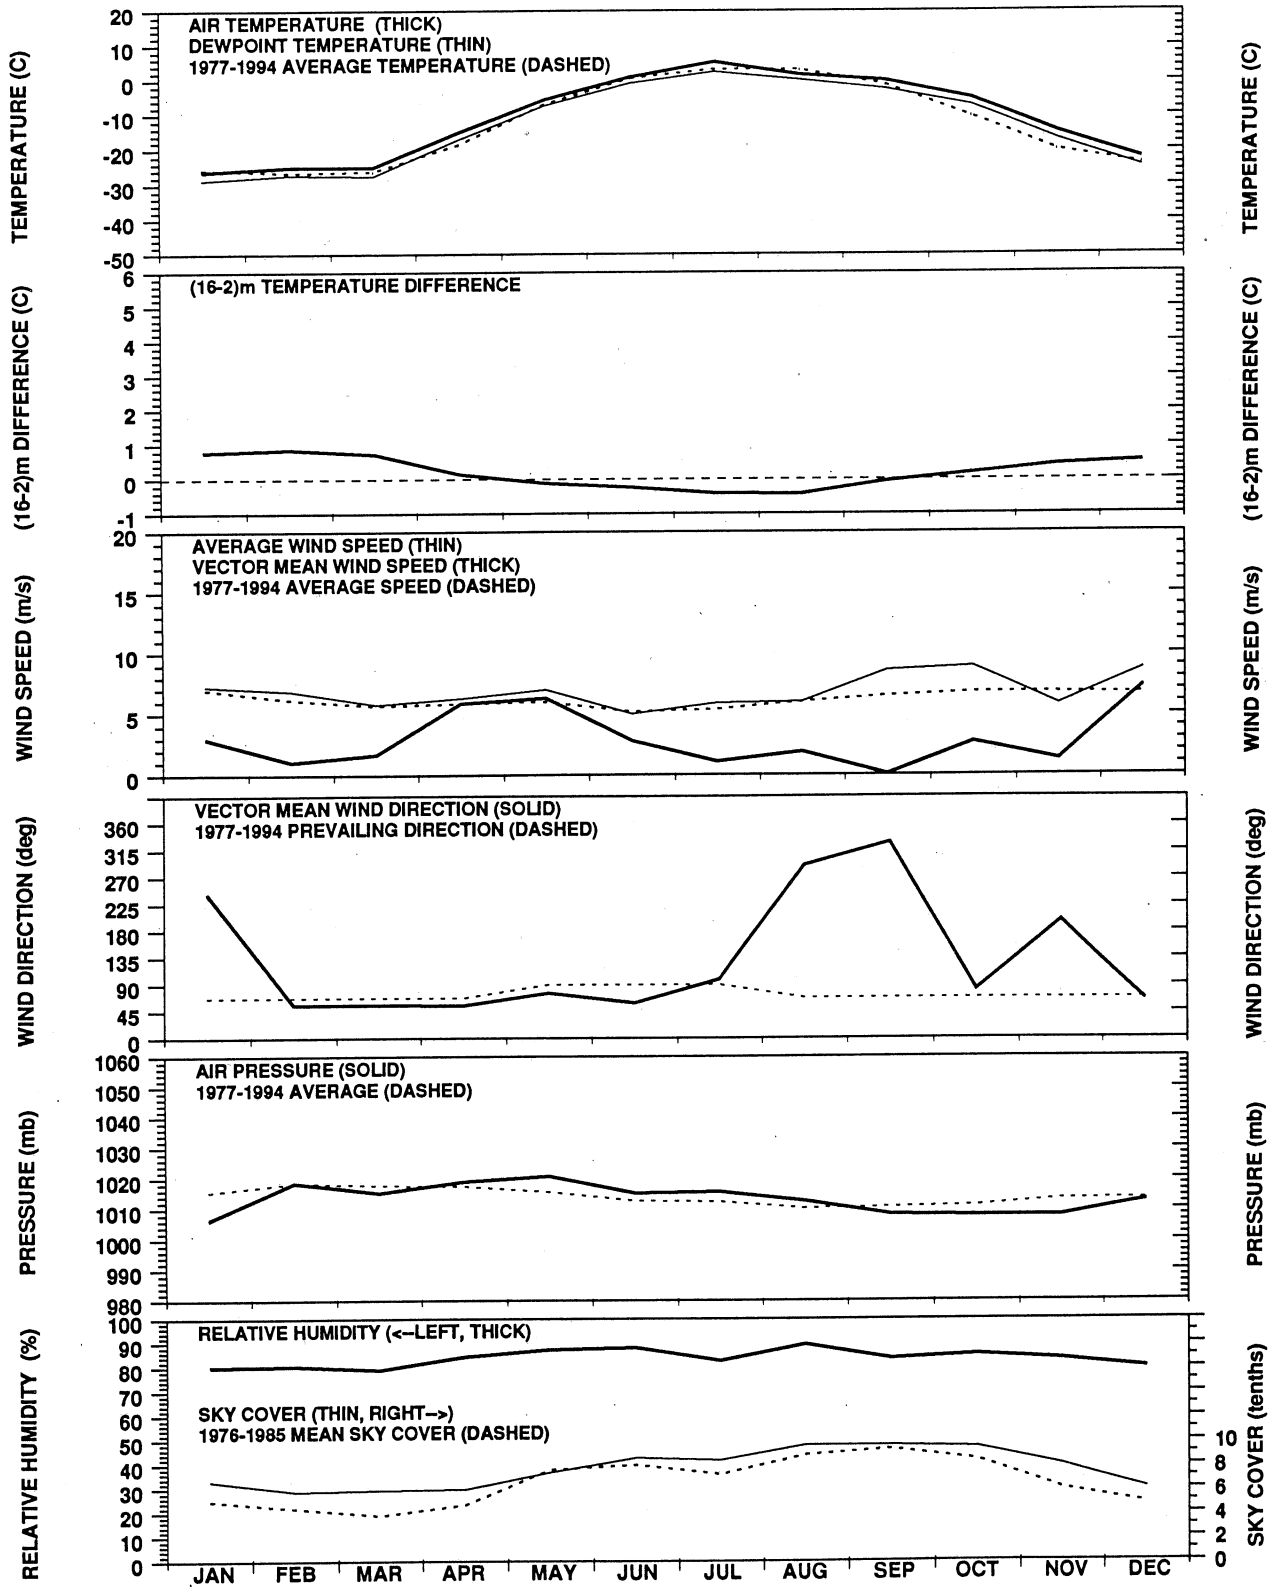 20
10
0
-10
-20
-30
-40
-50
TEMPERATURE (C)
AIR TEMPERATURE (THICK)
DEWPOINT TEMPERATURE (THIN)
1977-1994 AVERAGE TEMPERATURE (DASHED)
TEMPERATURE (C)
6
5
4
3
2
1
0
-1
(16-2)m DIFFERENCE (C)
(16-2)m TEMPERATURE DIFFERENCE
(16-2)m DIFFERENCE (C)
20
15
10
5
0
WIND SPEED (m/s)
AVERAGE WIND SPEED (THIN)
VECTOR MEAN WIND SPEED (THICK)
1977-1994 AVERAGE SPEED (DASHED)
WIND SPEED (m/s)
360
315
270
225
180
135
90
45
0
WIND DIRECTION (deg)
VECTOR MEAN WIND DIRECTION (SOLID)
1977-1994 PREVAILING DIRECTION (DASHED)
WIND DIRECTION (deg)
1060
1050
1040
1030
1020
1010
1000
990
980
PRESSURE (mb)
AIR PRESSURE (SOLID)
1977-1994 AVERAGE (DASHED)
PRESSURE (mb)
100
90
80
70
60
50
40
30
20
10
0
RELATIVE HUMIDITY (%)
RELATIVE HUMIDITY (<--LEFT, THICK)
SKY COVER (THIN, RIGHT-->)
1976-1985 MEAN SKY COVER (DASHED)
10
8
6
4
2
0
SKY COVER (tenths)
JAN FEB MAR APR MAY JUN JUL AUG SEP OCT NOV DEC